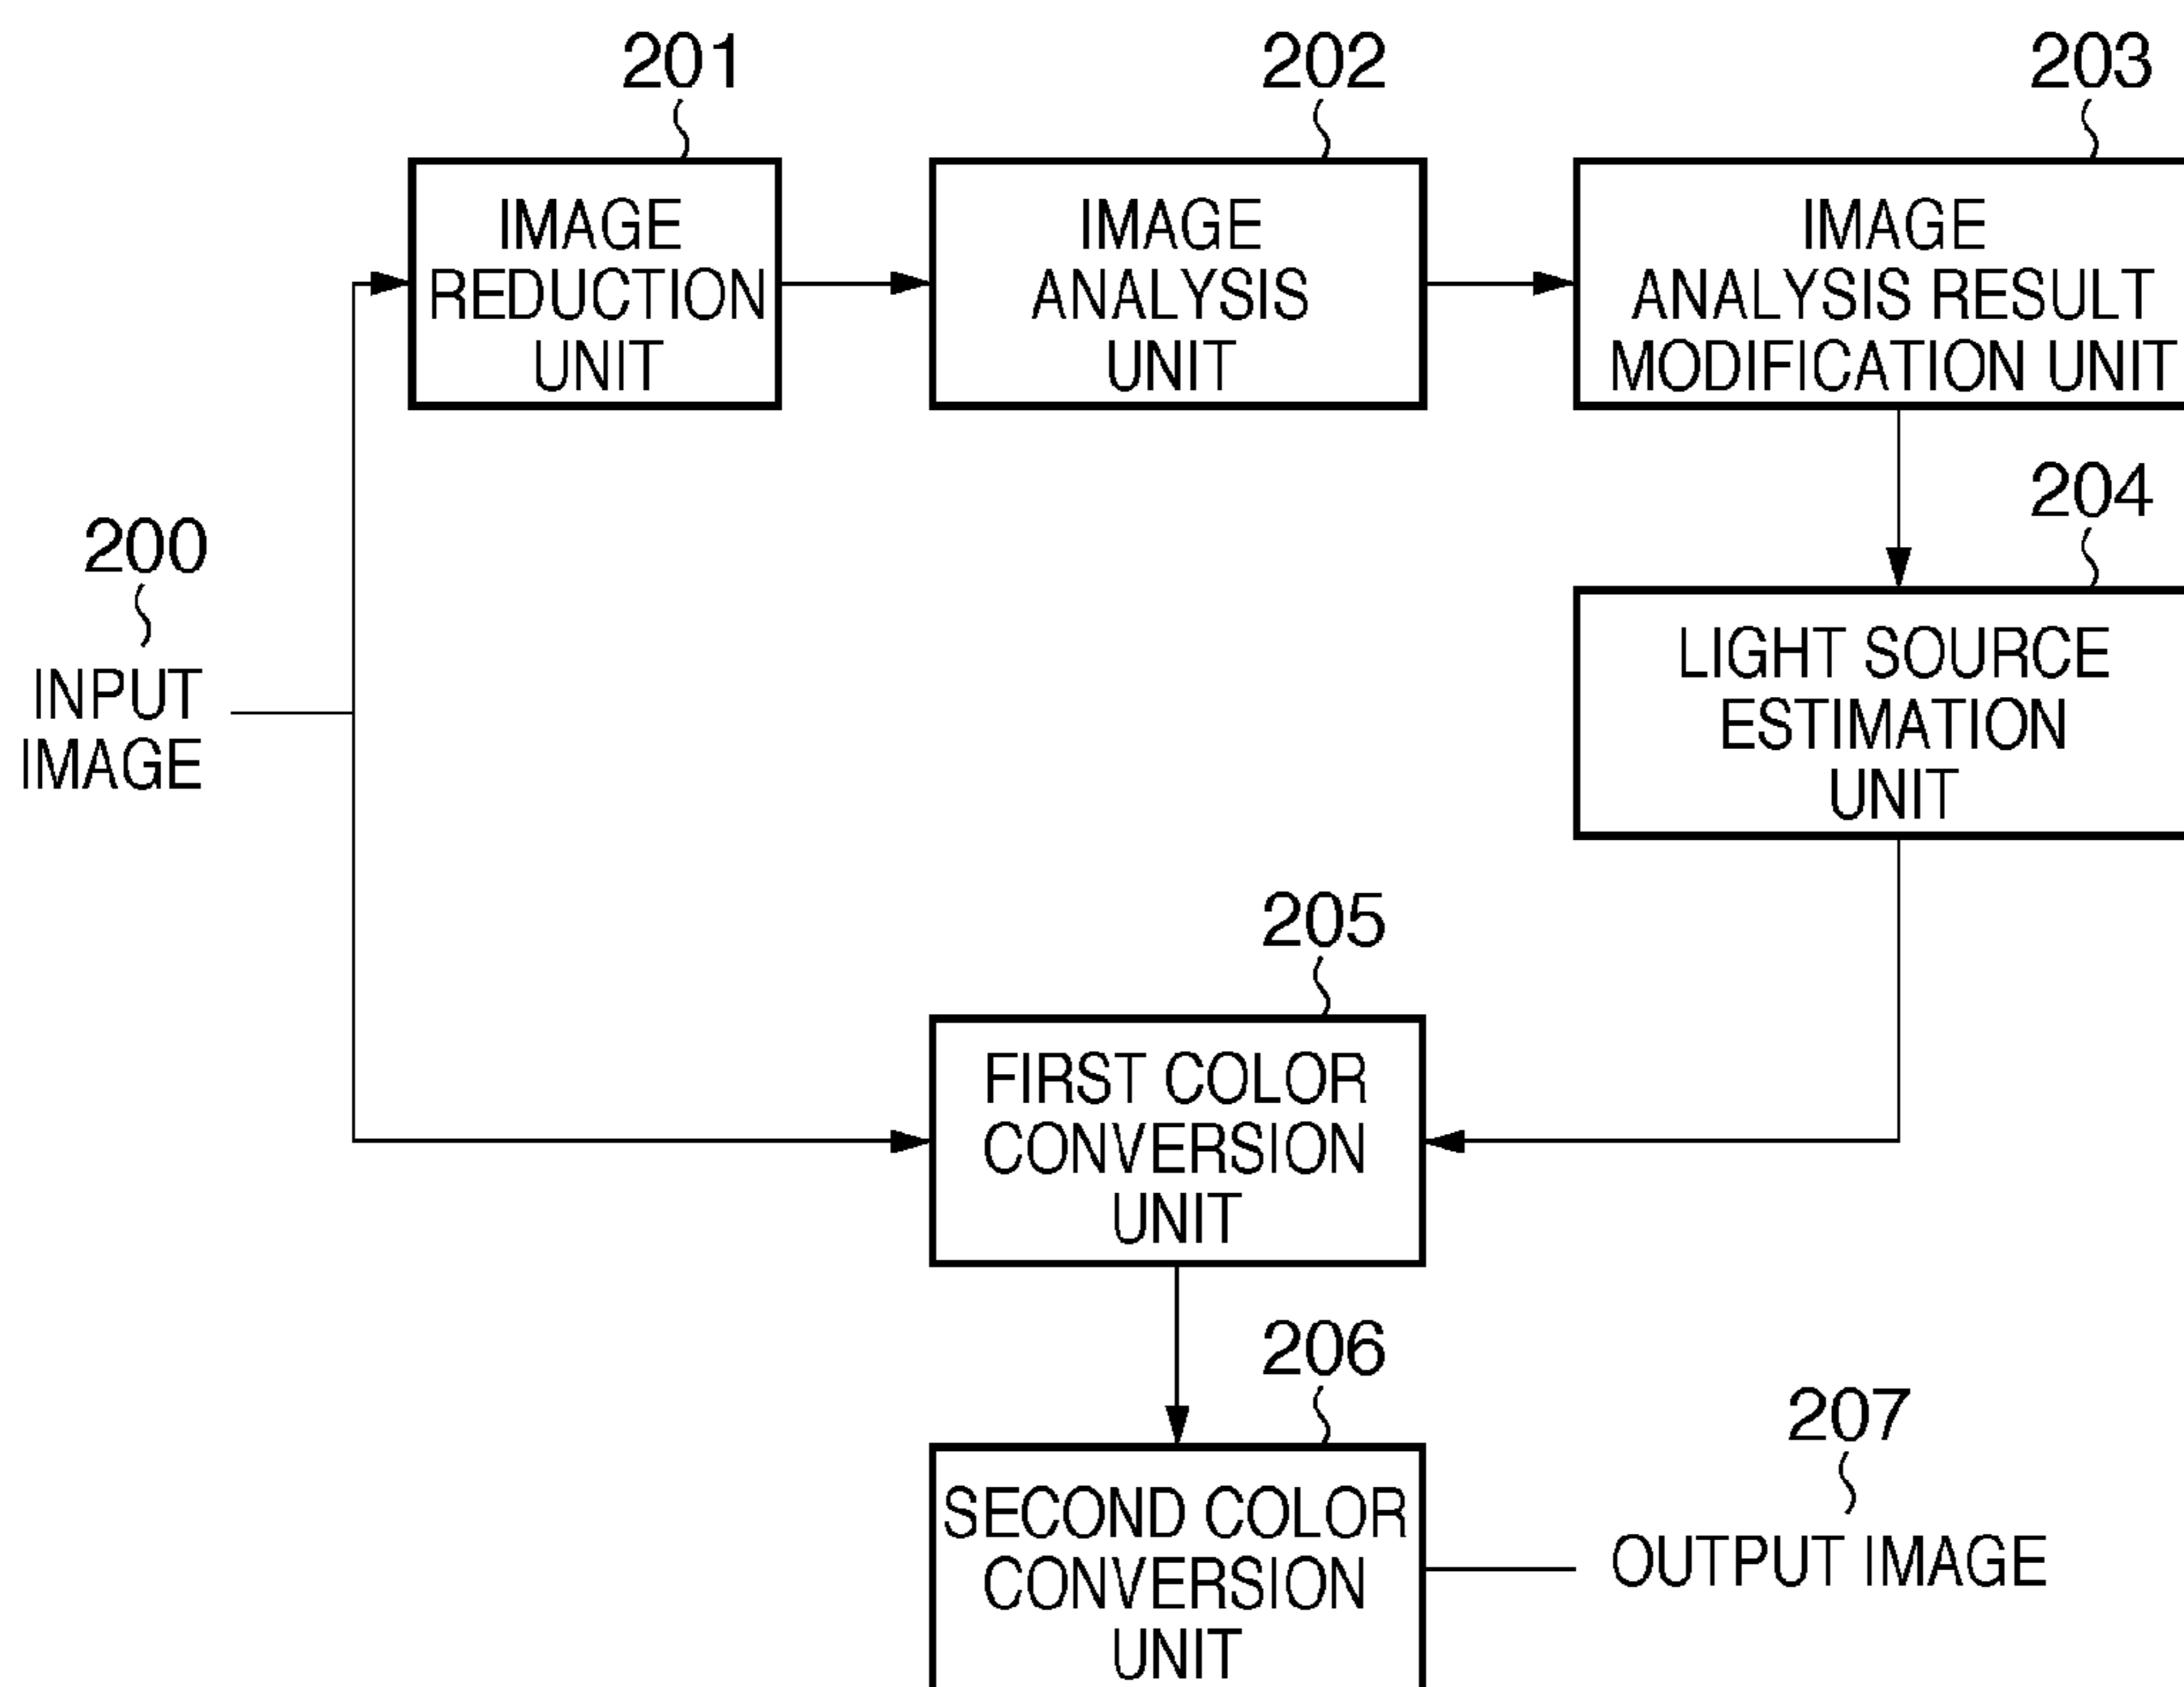 201
202
203
IMAGE
REDUCTION
UNIT
IMAGE
ANALYSIS
UNIT
IMAGE
ANALYSIS RESULT
MODIFICATION UNIT
200
INPUT
IMAGE
204
LIGHT SOURCE
ESTIMATION
UNIT
205
FIRST COLOR
CONVERSION
UNIT
206
SECOND COLOR
CONVERSION
UNIT
207
OUTPUT IMAGE